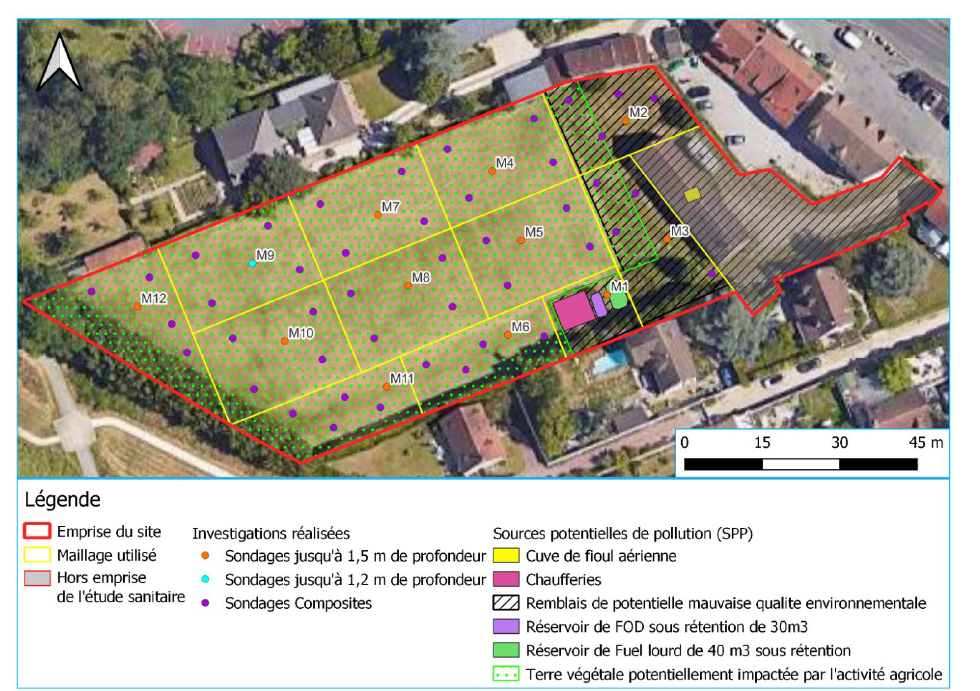 M2
M4
M7
M3
M5
M9
M8
M1
M12
M6
M10
M11
0 15 30 45 m
Légende
Emprise du site
Maillage utilisé
Hors emprise
de l'étude sanitaire
Investigations réalisées
Sondages jusqu'à 1,5 m de profondeur
Sondages jusqu'à 1,2 m de profondeur
Sondages Composites
Sources potentielles de pollution (SPP)
Cuve de fioul aérienne
Chaufferies
Remblais de potentielle mauvaise qualite environnementale
Réservoir de FOD sous rétention de 30m3
Réservoir de Fuel lourd de 40 m3 sous rétention
Terre végétale potentiellement impactée par l'activité agricole